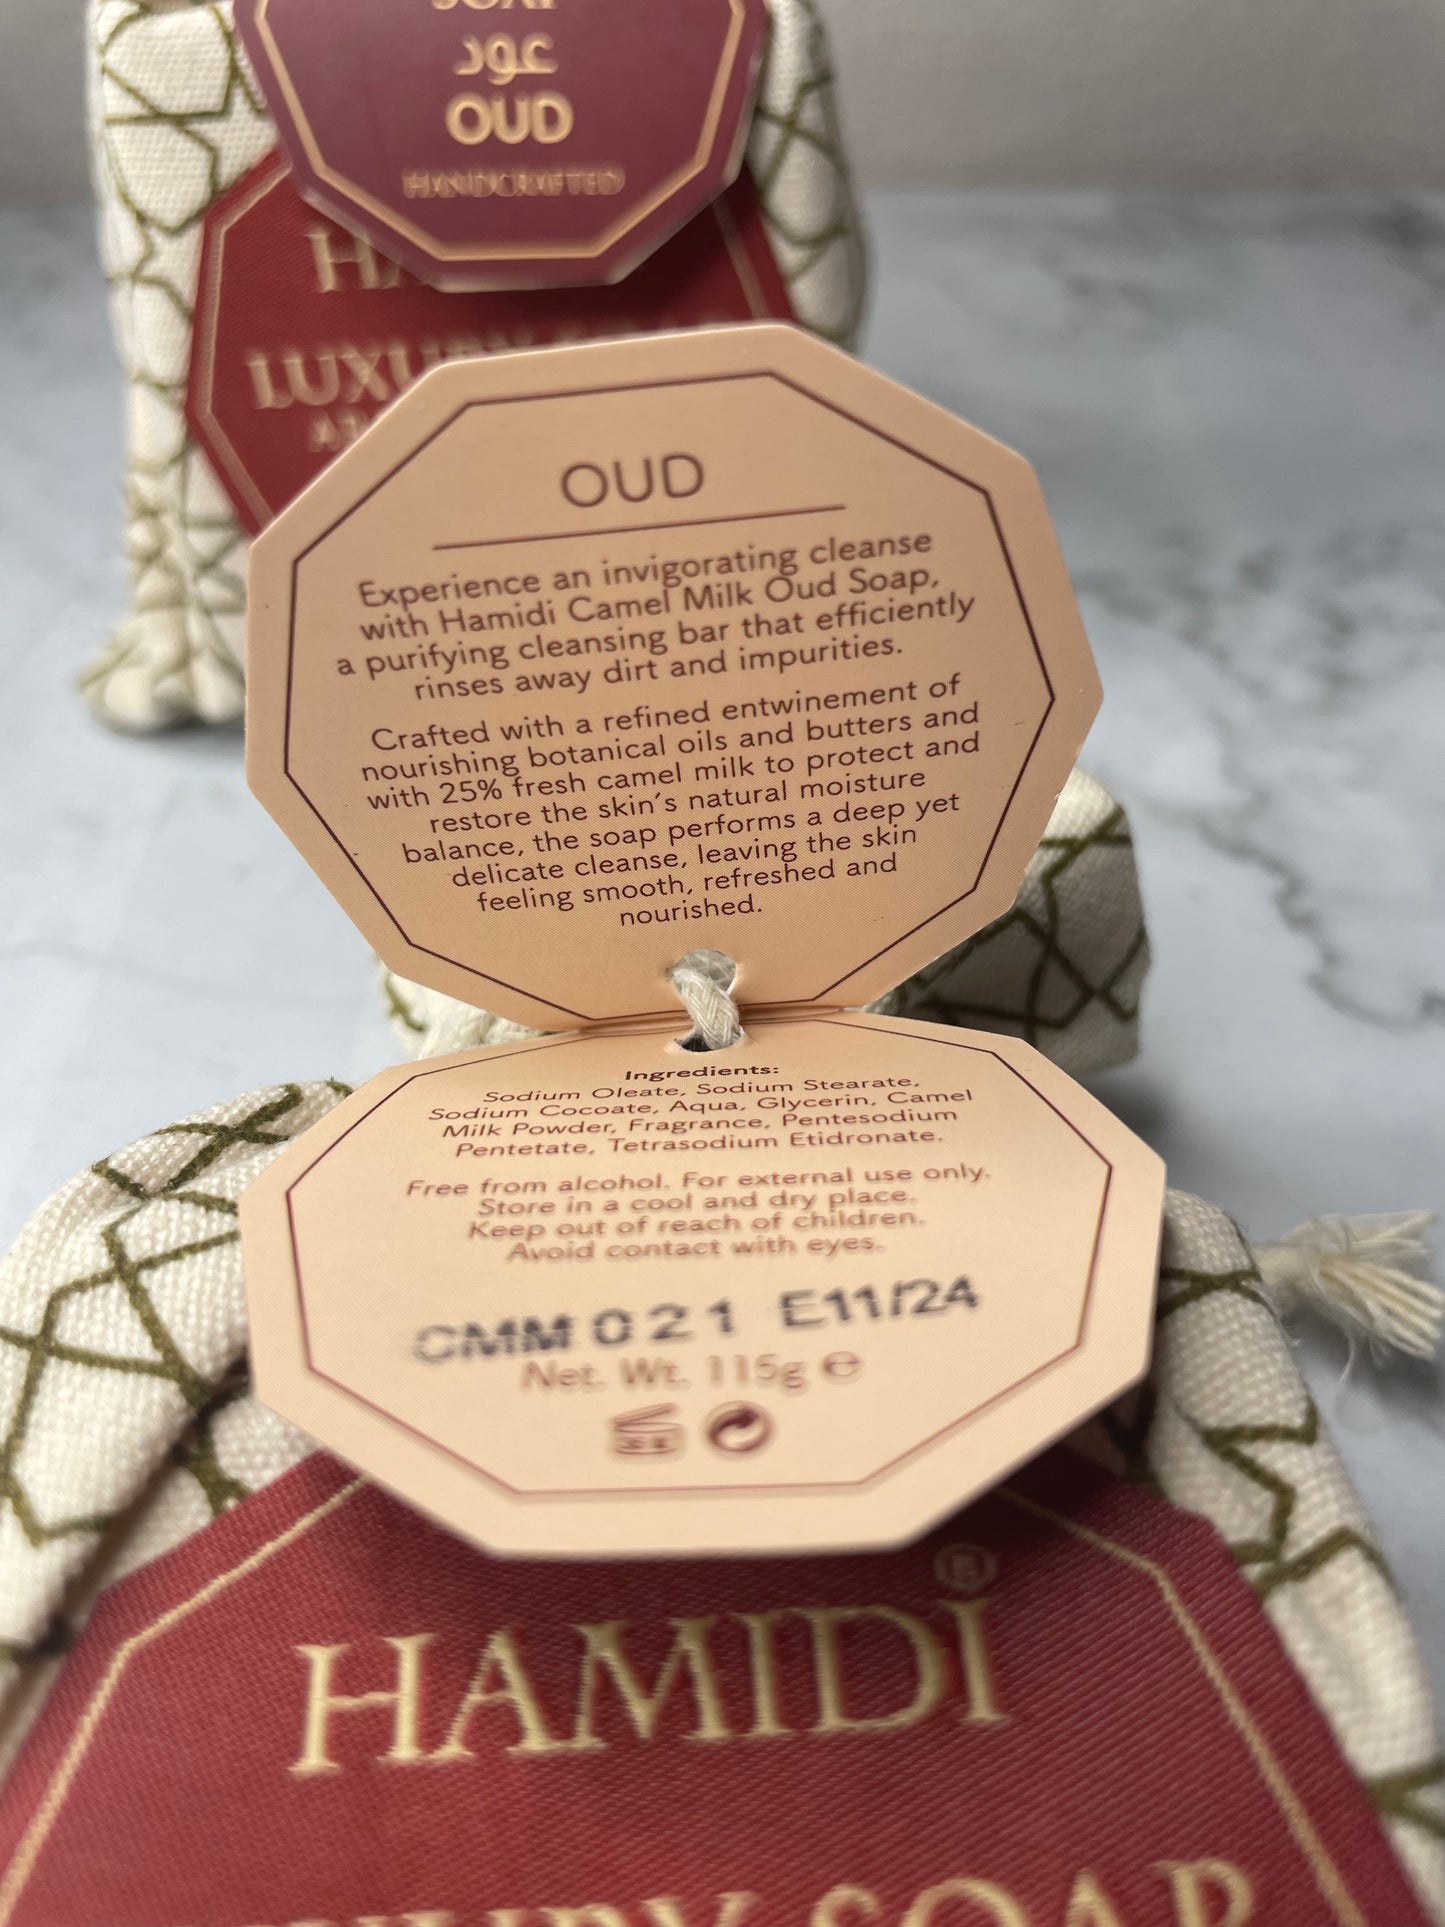 SOAP
عود
OUD
HANDCRAFTED
OUD
Experience an invigorating cleanse
with Hamidi Camel Milk Oud Soap,
a purifying cleansing bar that efficiently
rinses away dirt and impurities.
Crafted with a refined entwinement of
nourishing botanical oils and butters and
with 25% fresh camel milk to protect and
restore the skin's natural moisture
balance, the soap performs a deep yet
delicate cleanse, leaving the skin
feeling smooth, refreshed and
nourished.
Ingredients:
Sodium Oleate, Sodium Stearate,
Sodium Cocoate, Aqua, Glycerin, Camel
Milk Powder, Fragrance, Pentesodium
Pentetate, Tetrasodium Etidronate.
Free from alcohol. For external use only.
Store in a cool and dry place.
Keep out of reach of children.
Avoid contact with eyes.
CMM 021 E11/24
Net. Wt. 115g ℮
HAMIDI ®
SOAP